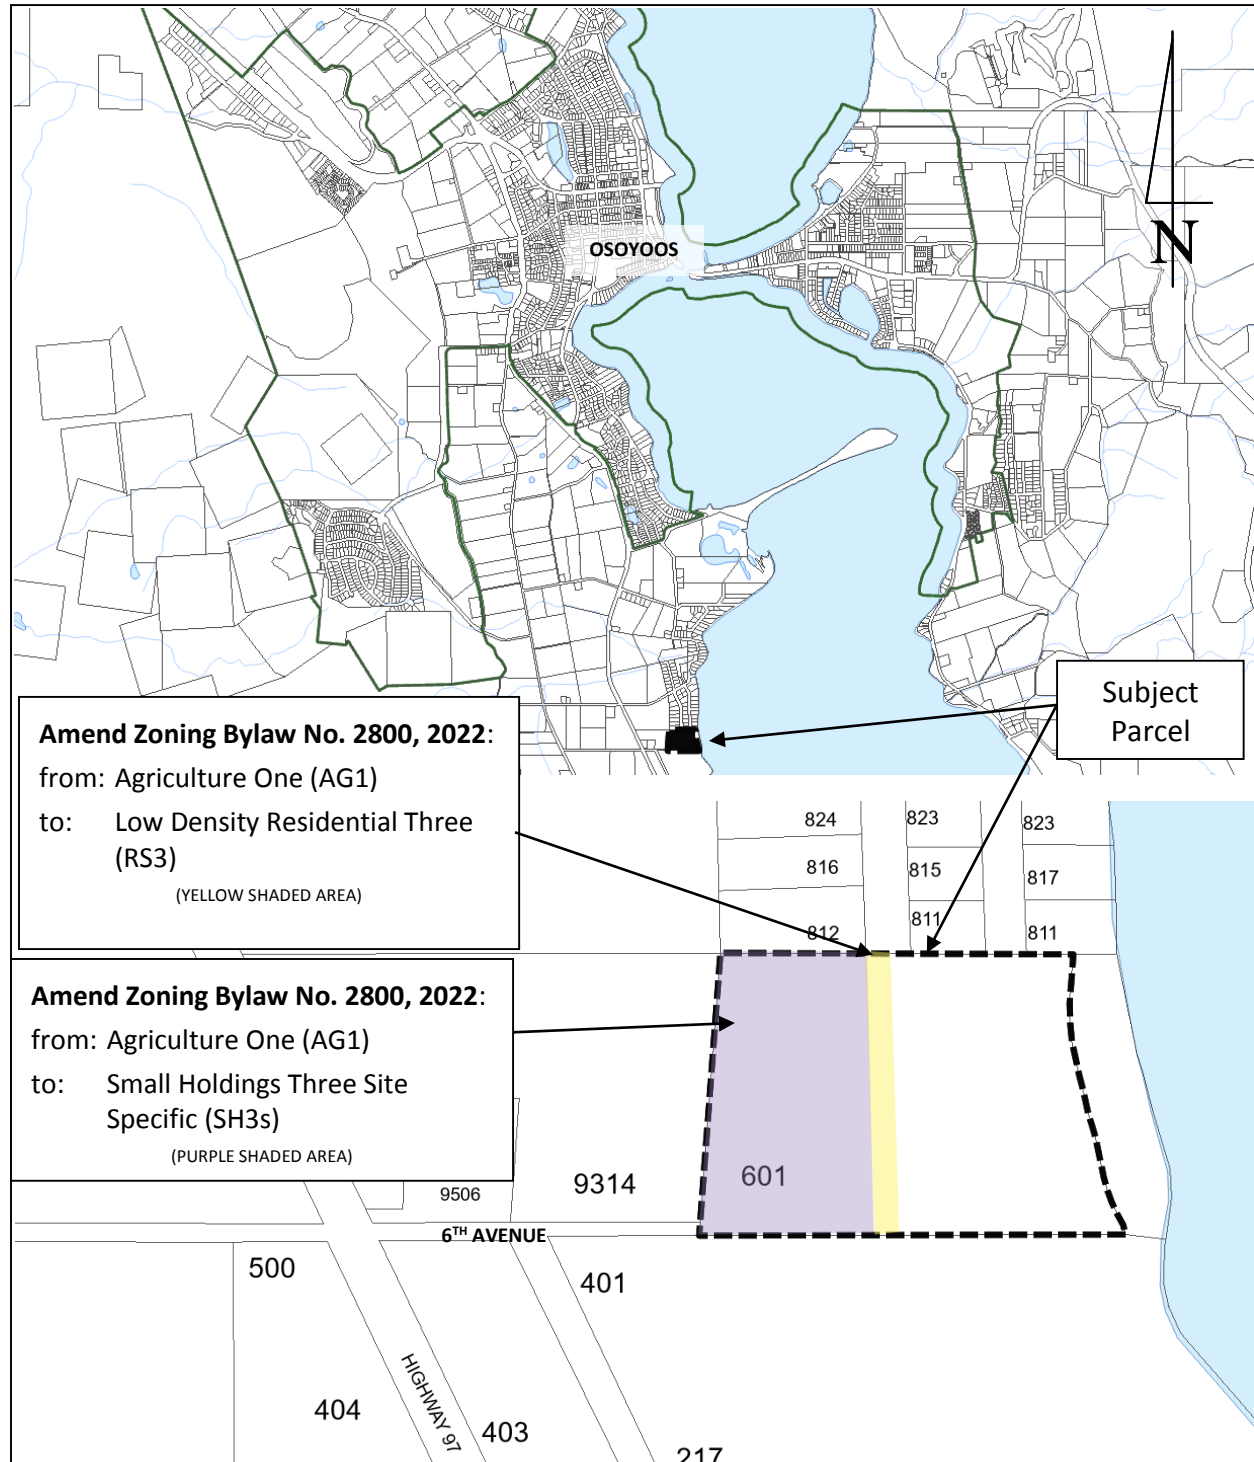 OSOYOOS
N
Subject
Parcel
Amend Zoning Bylaw No. 2800, 2022:
from: Agriculture One (AG1)
to: Low Density Residential Three
(RS3)
(YELLOW SHADED AREA)
Amend Zoning Bylaw No. 2800, 2022:
from: Agriculture One (AG1)
to: Small Holdings Three Site
Specific (SH3s)
(PURPLE SHADED AREA)
824
823
823
816
815
817
812
811
811
601
9314
9506
6TH AVENUE
500
401
404
HIGHWAY 97
403
217